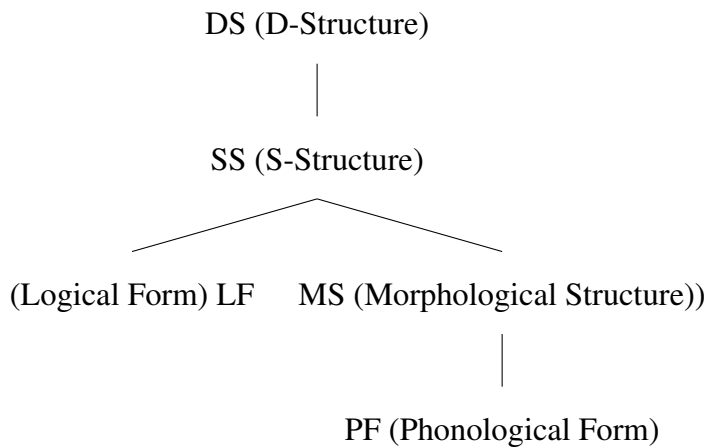 DS (D-Structure)
SS (S-Structure)
(Logical Form) LF MS (Morphological Structure))
PF (Phonological Form)